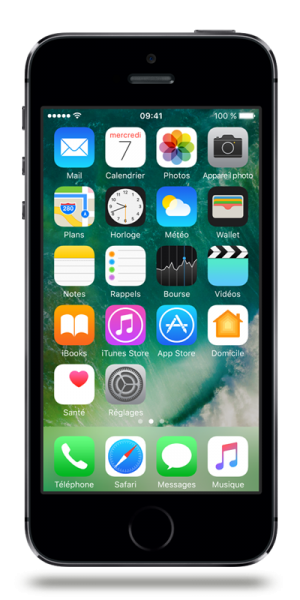 09:41 100 %
mercredi
7
Mail Calendrier Photos Appareil photo
280
Plans Horloge Météo Wallet
Notes Rappels Bourse Vidéos
iBooks iTunes Store App Store Domicile
Santé Réglages
Téléphone Safari Messages Musique